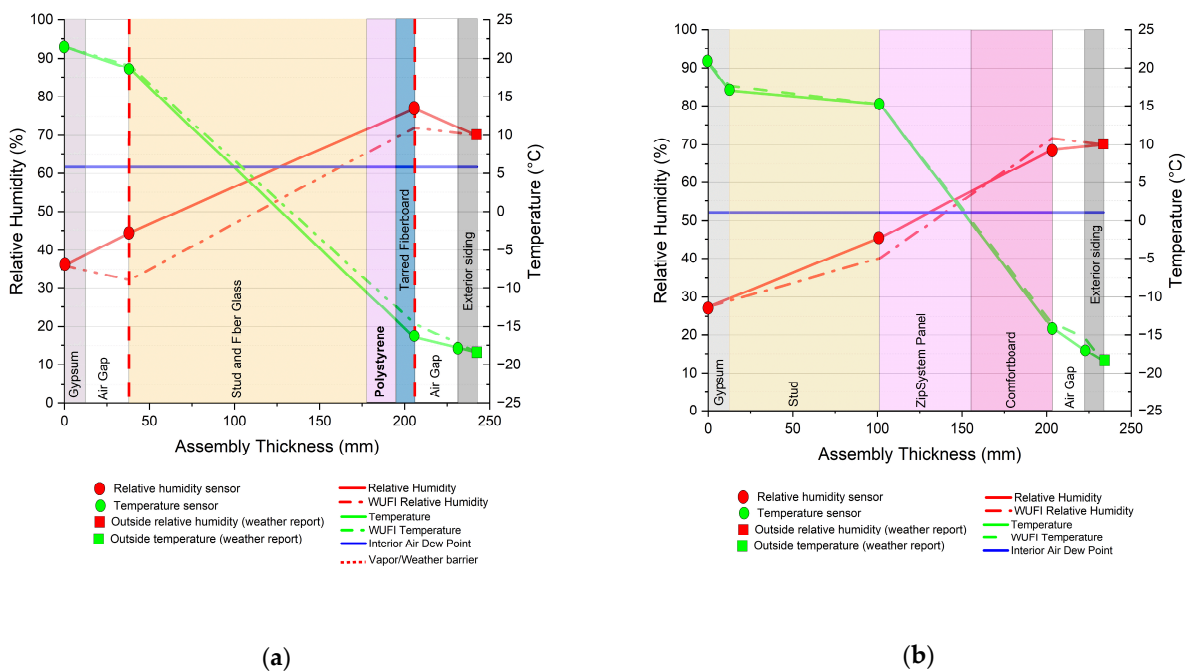 100
90
80
70
60
50
40
30
20
10
0
Relative Humidity (%)
25
20
15
10
5
0
−5
−10
−15
−20
−25
Temperature (°C)
Gypsum
Air Gap
Stud and Fiber Glass
Polystyrene
Tarred Fiberboard
Air Gap
Exterior siding
0 50 100 150 200 250
Assembly Thickness (mm)
Relative humidity sensor
Temperature sensor
Outside relative humidity (weather report)
Outside temperature (weather report)
Relative Humidity
WUFI Relative Humidity
Temperature
WUFI Temperature
Interior Air Dew Point
Vapor/Weather barrier
(a)
100
90
80
70
60
50
40
30
20
10
0
Relative Humidity (%)
25
20
15
10
5
0
−5
−10
−15
−20
−25
Temperature (°C)
Gypsum
Stud
ZipSystem Panel
Comfortboard
Air Gap
Exterior siding
0 50 100 150 200 250
Assembly Thickness (mm)
Relative humidity sensor
Temperature sensor
Outside relative humidity (weather report)
Outside temperature (weather report)
Relative Humidity
WUFI Relative Humidity
Temperature
WUFI Temperature
Interior Air Dew Point
(b)